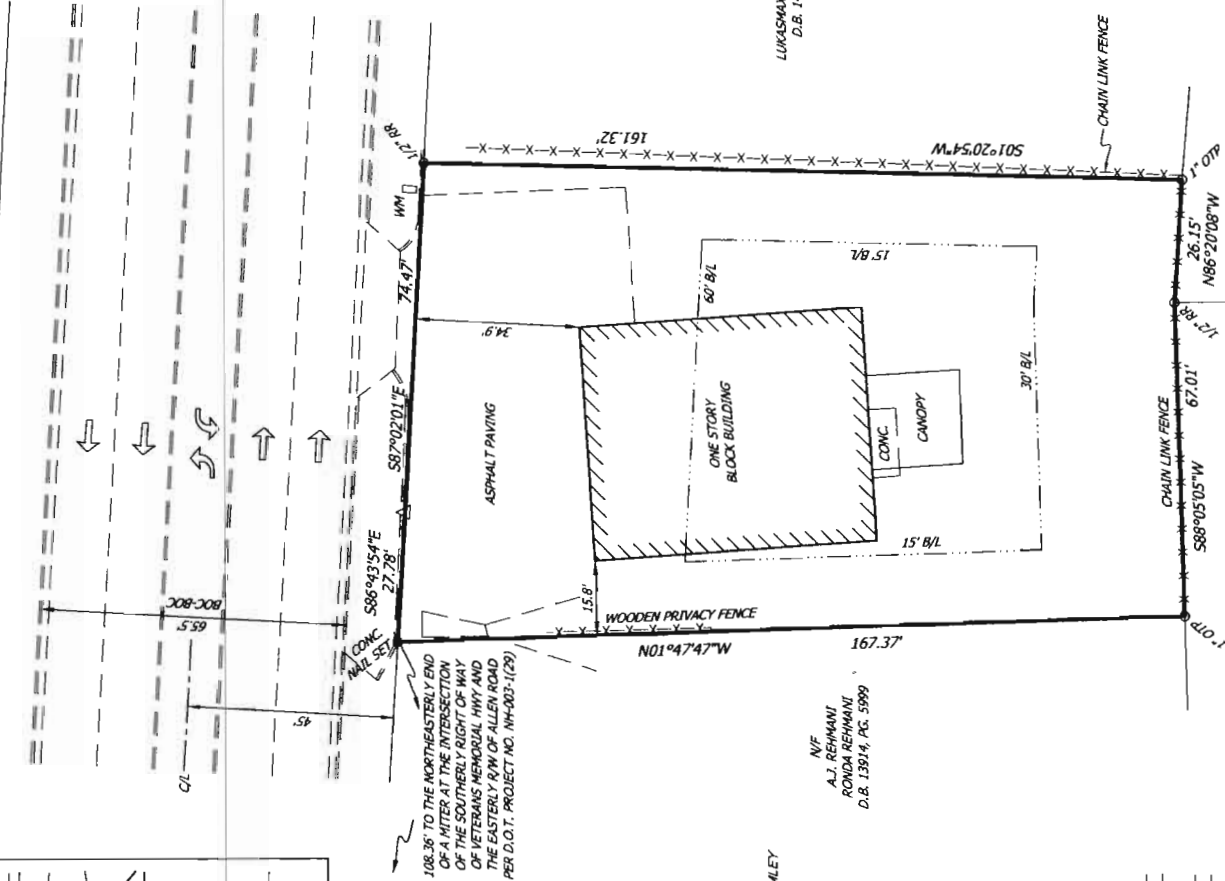 LUKASMAX
D.B. 1
CHAIN LINK FENCE
161.32'
S01°20'54"W
1/2" RR
WM
74.47'
S87°02'01"E
S86°43'54"E
27.78'
BOC-BOC
65.5'
CONC.
NAIL SET
45'
C/L
34.9'
ASPHALT PAVING
60' B/L
15' B/L
ONE STORY
BLOCK BUILDING
30' B/L
CONC.
CANOPY
15' B/L
15.8'
WOODEN PRIVACY FENCE
N01°47'47"W
167.37'
1" OTP
26.15'
N86°20'08"W
1/2" RR
CHAIN LINK FENCE
67.01'
S88°05'05"W
1" OTP
108.36' TO THE NORTHEASTERLY END
OF A MITER AT THE INTERSECTION
OF THE SOUTHERLY RIGHT OF WAY
OF VETERANS MEMORIAL HWY AND
THE EASTERLY R/W OF ALLEN ROAD
PER D.O.T. PROJECT NO. NH-003-1(29)
N/F
A.J. REHMANI
RONDA REHMANI
D.B. 13914, PG. 5999
MLEY